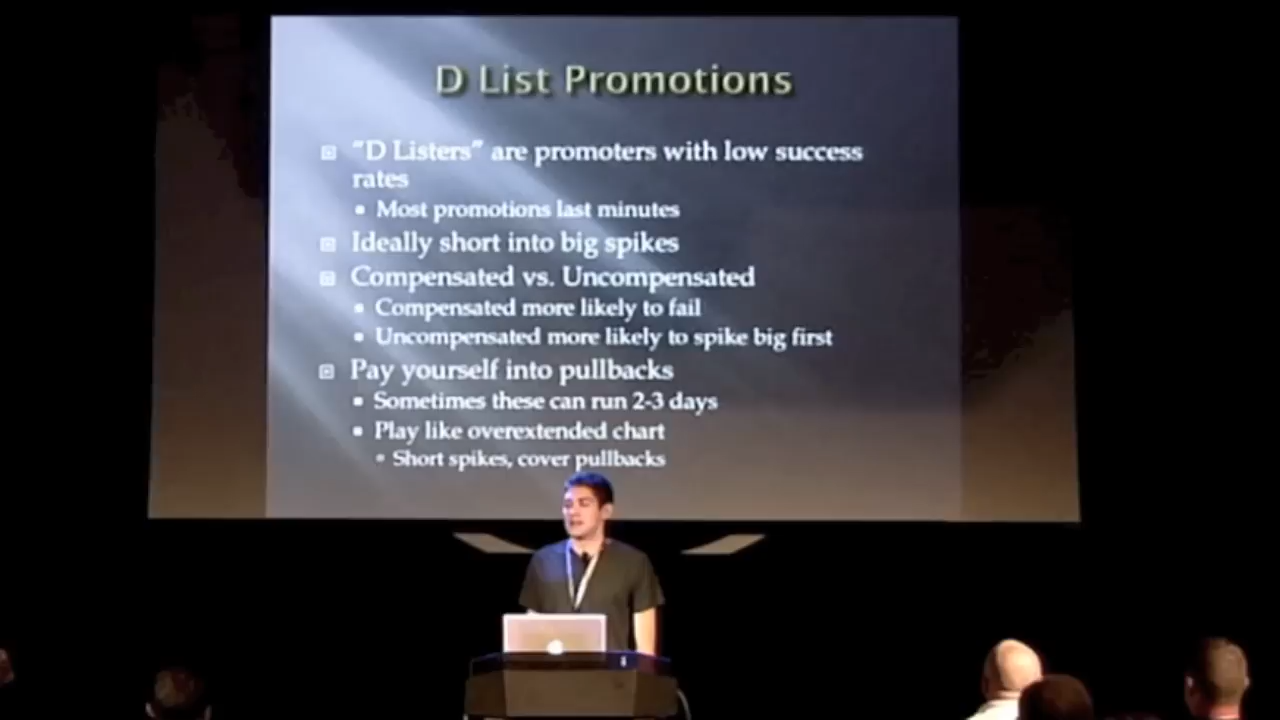 D List Promotions
"D Listers" are promoters with low success
rates
Most promotions last minutes
Ideally short into big spikes
Compensated vs. Uncompensated
Compensated more likely to fail
Uncompensated more likely to spike big first
Pay yourself into pullbacks
Sometimes these can run 2-3 days
Play like overextended chart
Short spikes, cover pullbacks